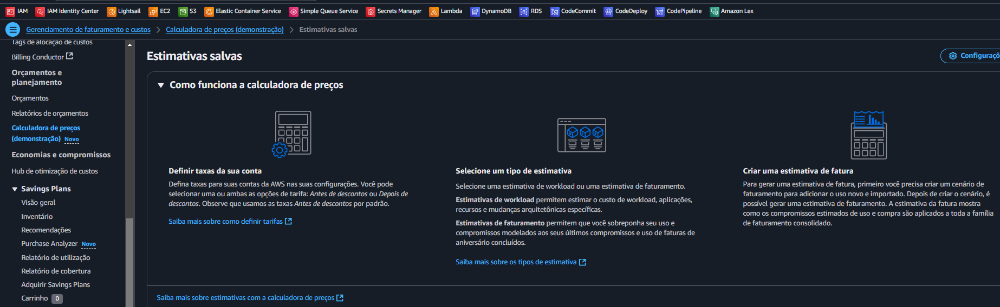 IAM IAM Identity Center Lightsail EC2 S3 Elastic Container Service Simple Queue Service Secrets Manager Lambda DynamoDB RDS CodeCommit CodeDeploy CodePipeline Amazon Lex
Gerenciamento de faturamento e custos > Calculadora de preços (demonstração) > Estimativas salvas
Tags de alocação de custos
Billing Conductor
Orçamentos e
planejamento
Orçamentos
Relatórios de orçamentos
Calculadora de preços
(demonstração) Novo
Economias e compromissos
Hub de otimização de custos
Savings Plans
Visão geral
Inventário
Recomendações
Purchase Analyzer Novo
Relatório de utilização
Relatório de cobertura
Adquirir Savings Plans
Carrinho 0
Estimativas salvas
Configuraçõ
Como funciona a calculadora de preços
Definir taxas da sua conta
Defina taxas para suas contas da AWS nas suas configurações. Você pode
selecionar uma ou ambas as opções de tarifa: Antes de descontos ou Depois de
descontos. Observe que usamos as taxas Antes de descontos por padrão.
Saiba mais sobre como definir tarifas
Selecione um tipo de estimativa
Selecione uma estimativa de workload ou uma estimativa de faturamento.
Estimativas de workload permitem estimar o custo de workload, aplicações,
recursos e mudanças arquitetônicas específicas.
Estimativas de faturamento permitem que você sobreponha seu uso e
compromissos modelados aos seus últimos compromissos e uso de faturas de
aniversário concluídos.
Saiba mais sobre os tipos de estimativa
Criar uma estimativa de fatura
Para gerar uma estimativa de fatura, primeiro você precisa criar um cenário de
faturamento para adicionar o uso novo e importado. Depois de criar o cenário, é
possível gerar uma estimativa de faturamento. A estimativa da fatura mostra
como os compromissos estimados de uso e compra são aplicados a toda a família
de faturamento consolidado.
Saiba mais sobre estimativas com a calculadora de preços